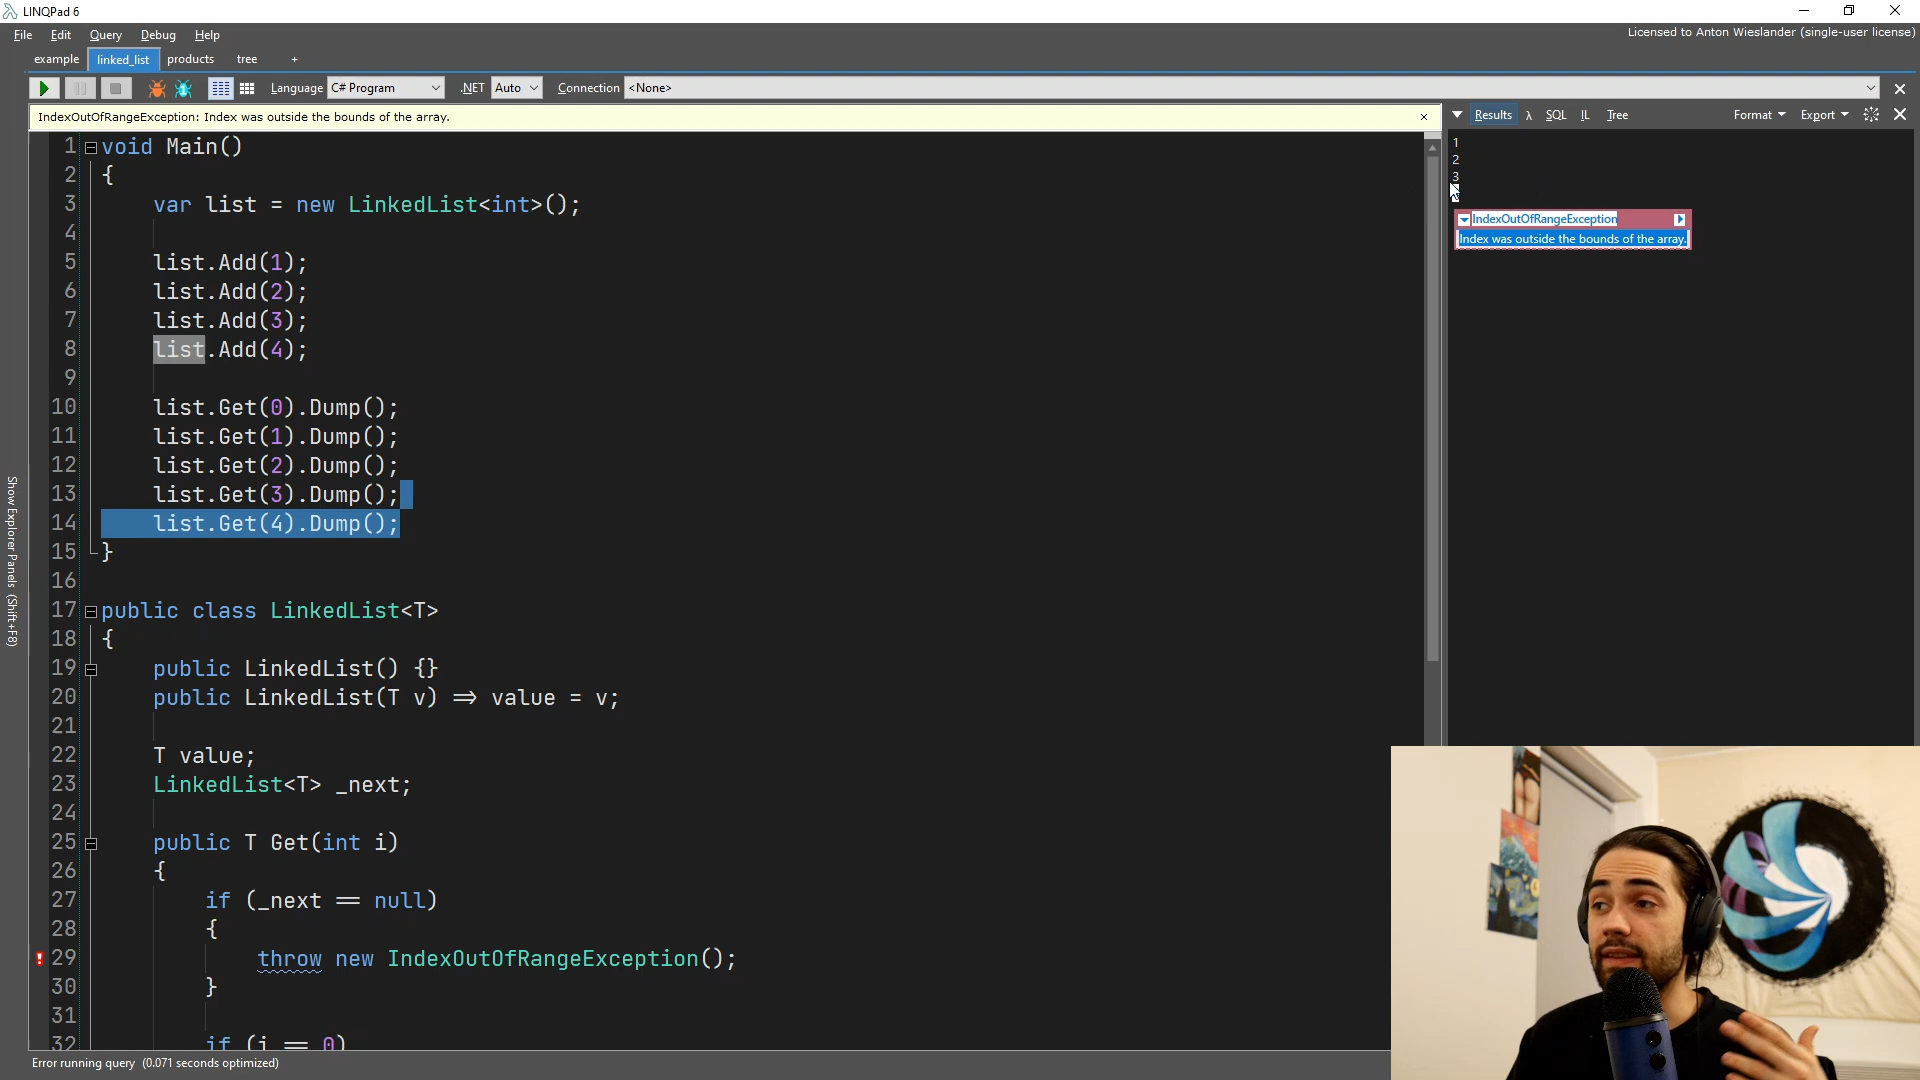 LINQPad 6
File Edit Query Debug Help
Licensed to Anton Wieslander (single-user license)
example linked_list products tree +
Language C# Program .NET Auto Connection <None>
IndexOutOfRangeException: Index was outside the bounds of the array.
Results λ SQL IL Tree Format Export
1 void Main()
2 {
3 var list = new LinkedList<int>();
4
5 list.Add(1);
6 list.Add(2);
7 list.Add(3);
8 list.Add(4);
9
10 list.Get(0).Dump();
11 list.Get(1).Dump();
12 list.Get(2).Dump();
13 list.Get(3).Dump();
14 list.Get(4).Dump();
15 }
16
17 public class LinkedList<T>
18 {
19 public LinkedList() {}
20 public LinkedList(T v) => value = v;
21
22 T value;
23 LinkedList<T> _next;
24
25 public T Get(int i)
26 {
27 if (_next == null)
28 {
29 throw new IndexOutOfRangeException();
30 }
31
32 if (i == 0)
1
2
3
IndexOutOfRangeException
Index was outside the bounds of the array.
Show Explorer Panels (Shift+F8)
Error running query (0.071 seconds optimized)